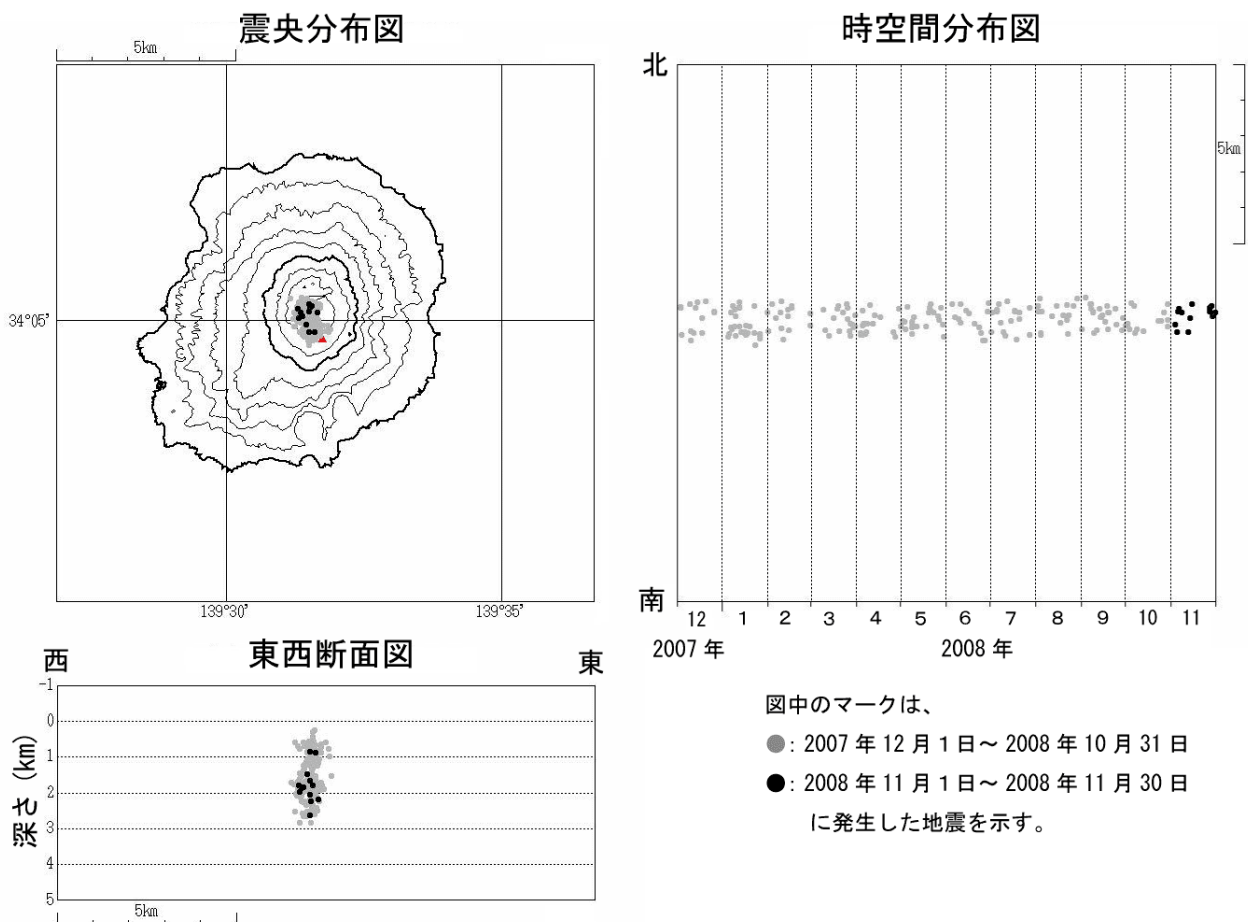 震央分布図
5km
34°05'
139°30'
139°35'
時空間分布図
北
5km
南
12 1 2 3 4 5 6 7 8 9 10 11
2007 年 2008 年
東西断面図
西
東
-1
0
1
2
3
4
5
深さ (km)
5km
図中のマークは、
●: 2007 年 12 月 1 日～ 2008 年 10 月 31 日
●: 2008 年 11 月 1 日～ 2008 年 11 月 30 日
に発生した地震を示す。